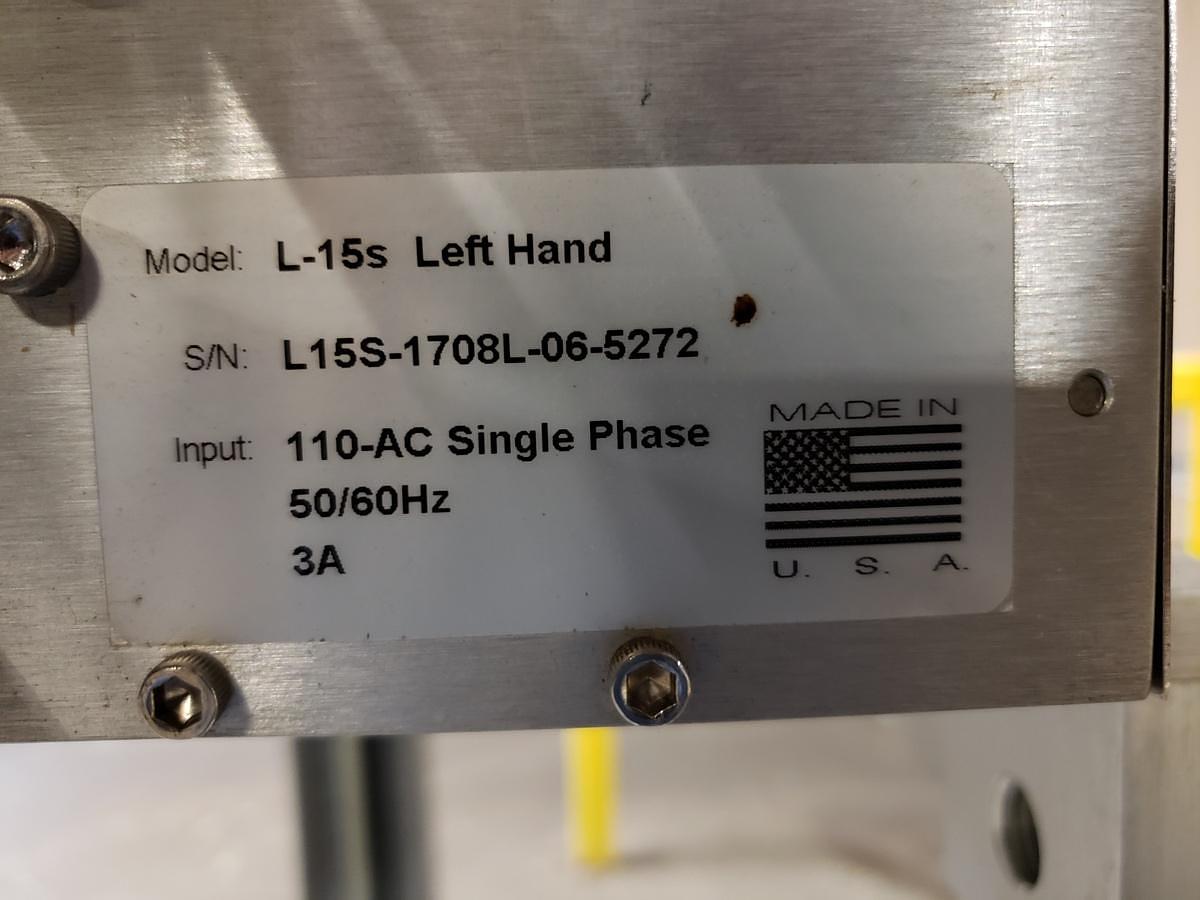 Model: L-15s Left Hand
S/N: L15S-1708L-06-5272
Input: 110-AC Single Phase
50/60Hz
3A
MADE IN
U. S. A.